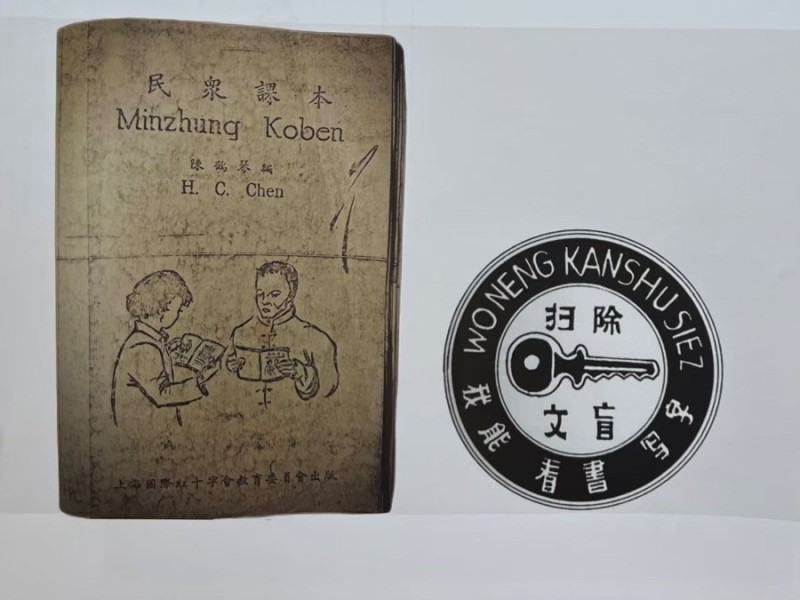 民衆課本
Minzhung Koben
陳鶴琴編
H. C. Chen
上海國際紅十字會教育委員會出版
WO NENG KANSHU SIEZ
扫除
文盲
我能看書写字